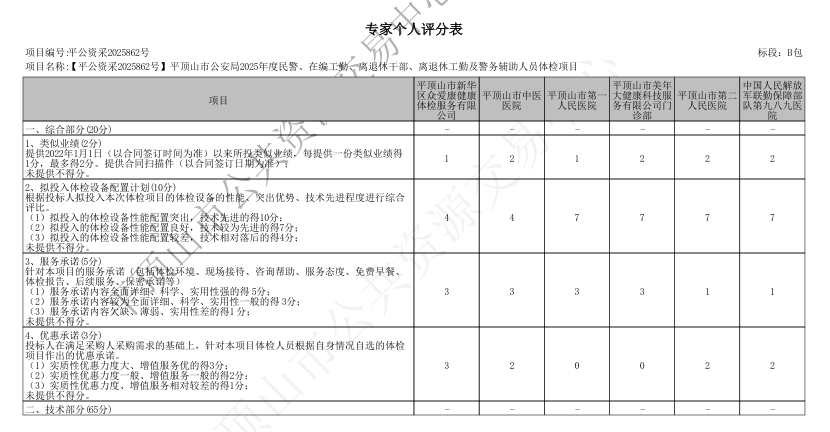 专家个人评分表
项目编号:平公资采2025862号
标段: B包
项目名称:【平公资采2025862号】平顶山市公安局2025年度民警、在编工勤、离退休干部、离退休工勤及警务辅助人员体检项目
项目
平顶山市新华
区众爱康健康
体检服务有限
公司
平顶山市中医
医院
平顶山市第一
人民医院
平顶山市美年
大健康科技服
务有限公司门
诊部
平顶山市第二
人民医院
中国人民解放
军联勤保障部
队第九八九医
院
一、综合部分(20分)
– – – – – –
1、类似业绩(2分)
提供2022年1月1日（以合同签订时间为准）以来所投类似业绩，每提供一份类似业绩得
1分，最多得2分。提供合同扫描件（以合同签订日期为准）？
未提供不得分。
1 2 1 2 2 2
2、拟投入体检设备配置计划(10分)
根据投标人拟投入本次体检项目的体检设备的性能、突出优势、技术先进程度进行综合
评比。
（1）拟投入的体检设备性能配置突出，技术先进的得10分；
（2）拟投入的体检设备性能配置良好，技术较为先进的得7分；
（3）拟投入的体检设备性能配置较差，技术相对落后的得4分；
未提供不得分。
4 4 7 7 7 7
3、服务承诺(5分)
针对本项目的服务承诺（包括体检环境、现场接待、咨询帮助、服务态度、免费早餐、
体检报告、后续服务、保密承诺等）
（1）服务承诺内容全面详细、科学、实用性强的得 5分；
（2）服务承诺内容较为全面详细、科学、实用性一般的得 3分；
（3）服务承诺内容欠缺、薄弱、实用性差的得1 分；
未提供不得分。
3 3 3 3 1 1
4、优惠承诺(3分)
投标人在满足采购人采购需求的基础上，针对本项目体检人员根据自身情况自选的体检
项目作出的优惠承诺。
（1）实质性优惠力度大、增值服务优的得3分；
（2）实质性优惠力度一般、增值服务一般的得2分；
（3）实质性优惠力度、增值服务相对较差的得1分；
未提供不得分。
3 2 0 0 2 2
二、技术部分(65分)
– – – – – –
平顶山市公共资源交易中心
平顶山市公共资源交易中心